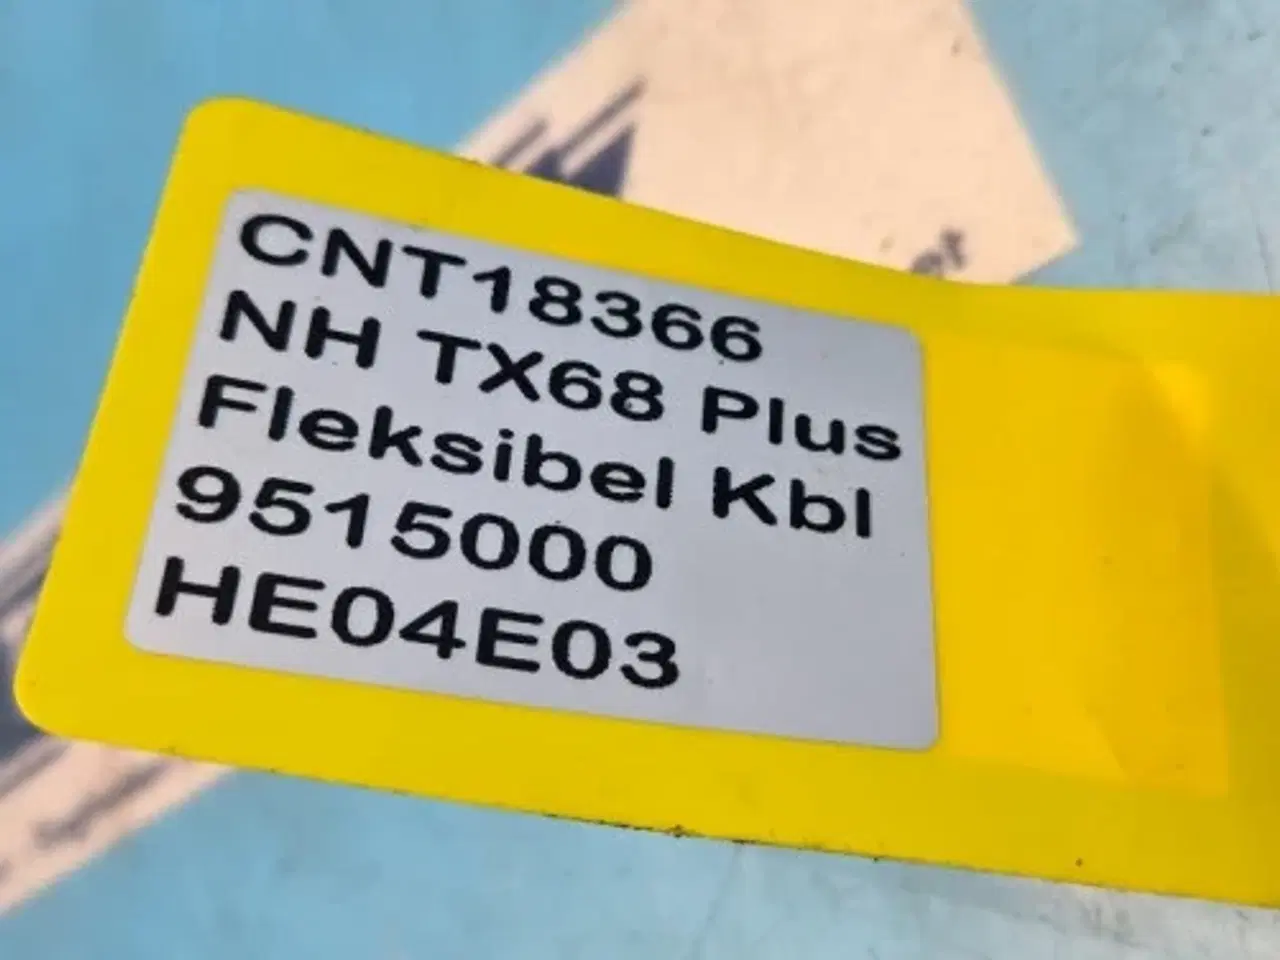 CNT18366
NH TX68 Plus
Fleksibel Kbl
9515000
HE04E03